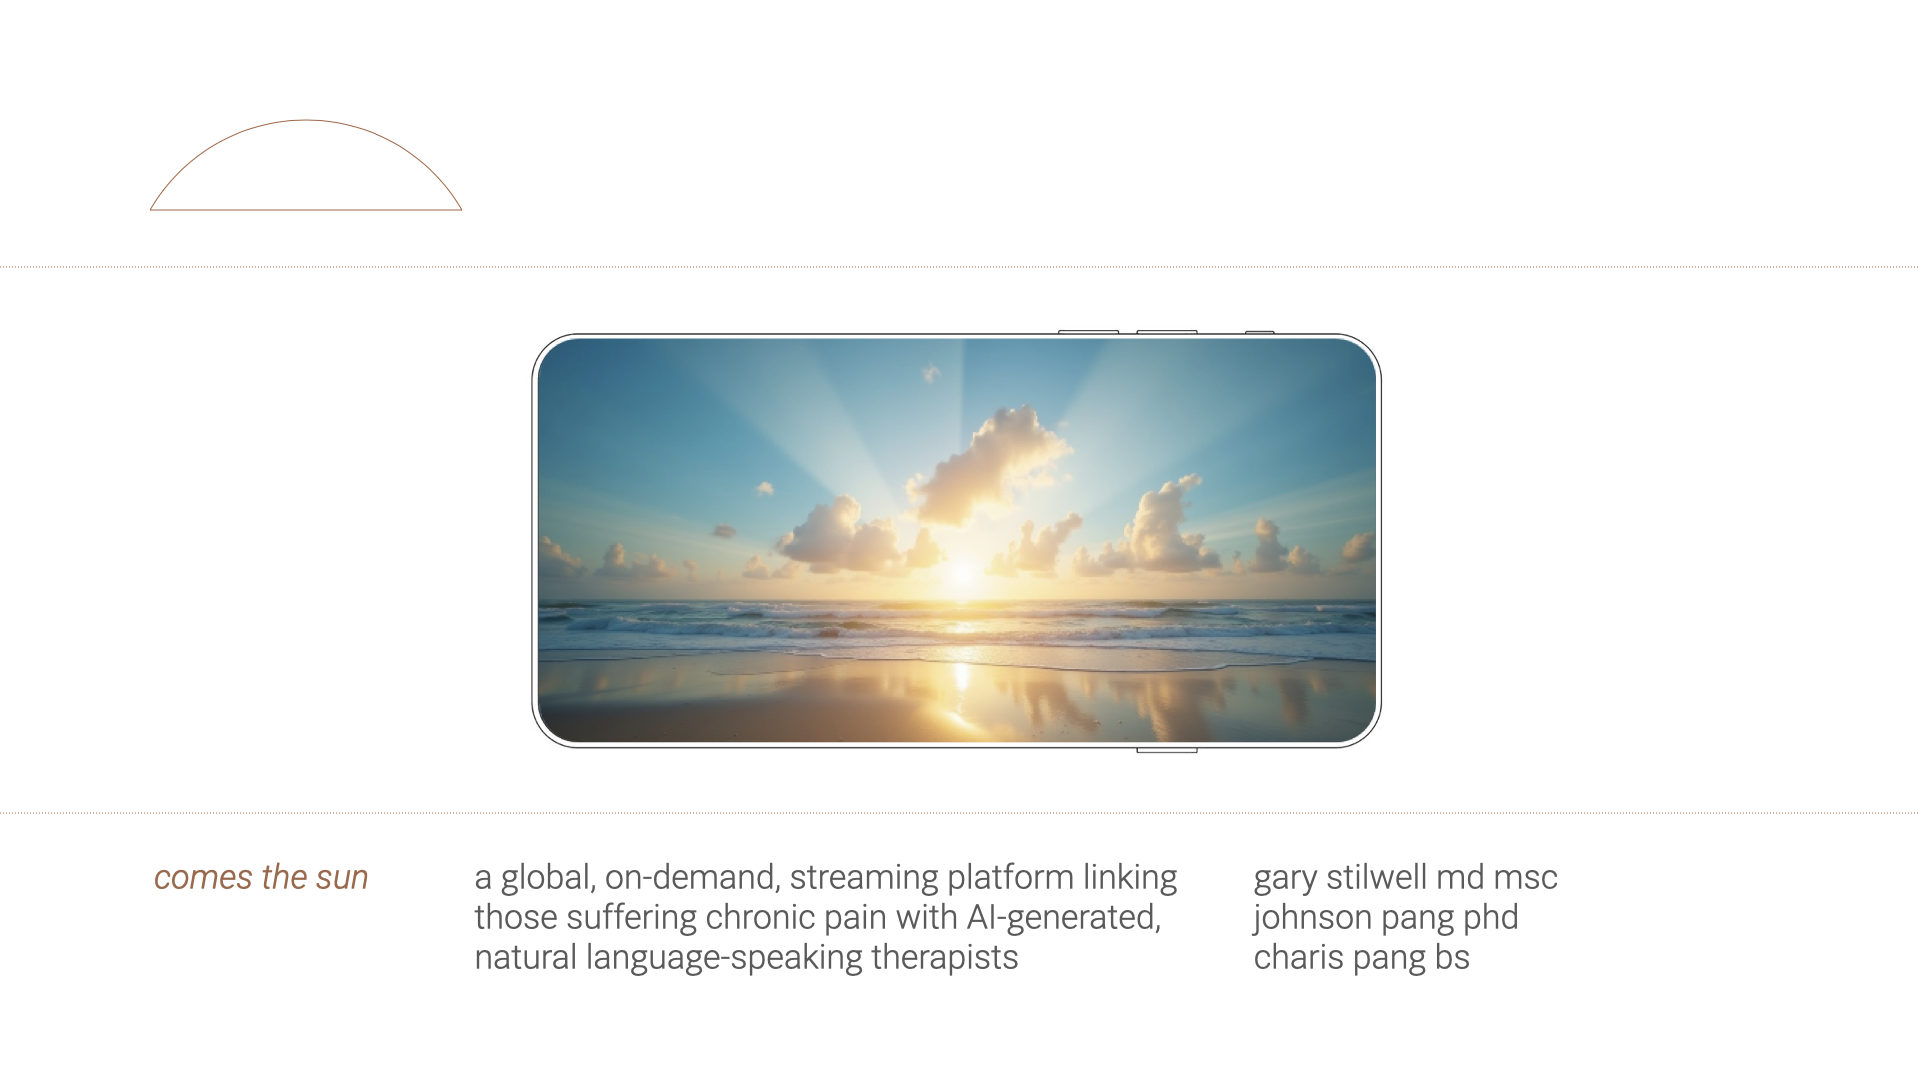 comes the sun
a global, on-demand, streaming platform linking
those suffering chronic pain with AI-generated,
natural language-speaking therapists
gary stilwell md msc
johnson pang phd
charis pang bs